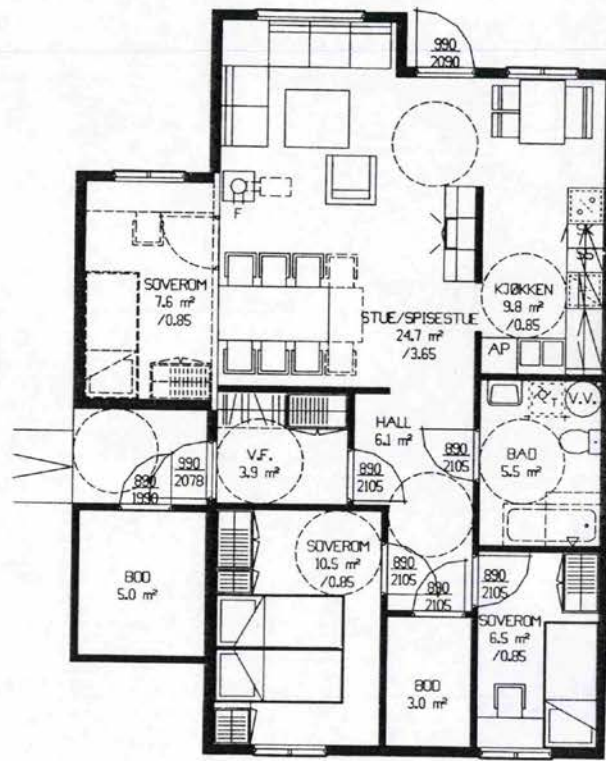 990
2090
F
SOVEROM
7.6 m²
/0.85
STUE/SPISESTUE
24.7 m²
/3.65
KJØKKEN
9.8 m²
/0.85
SK
AP
HALL
6.1 m²
V.F.
3.9 m²
990
2078
890
1990
890
2105
890
2105
BAD
5.5 m²
V.V.
T
BOD
5.0 m²
SOVEROM
10.5 m²
/0.85
890
2105
890
2105
890
2105
SOVEROM
6.5 m²
/0.85
BOD
3.0 m²